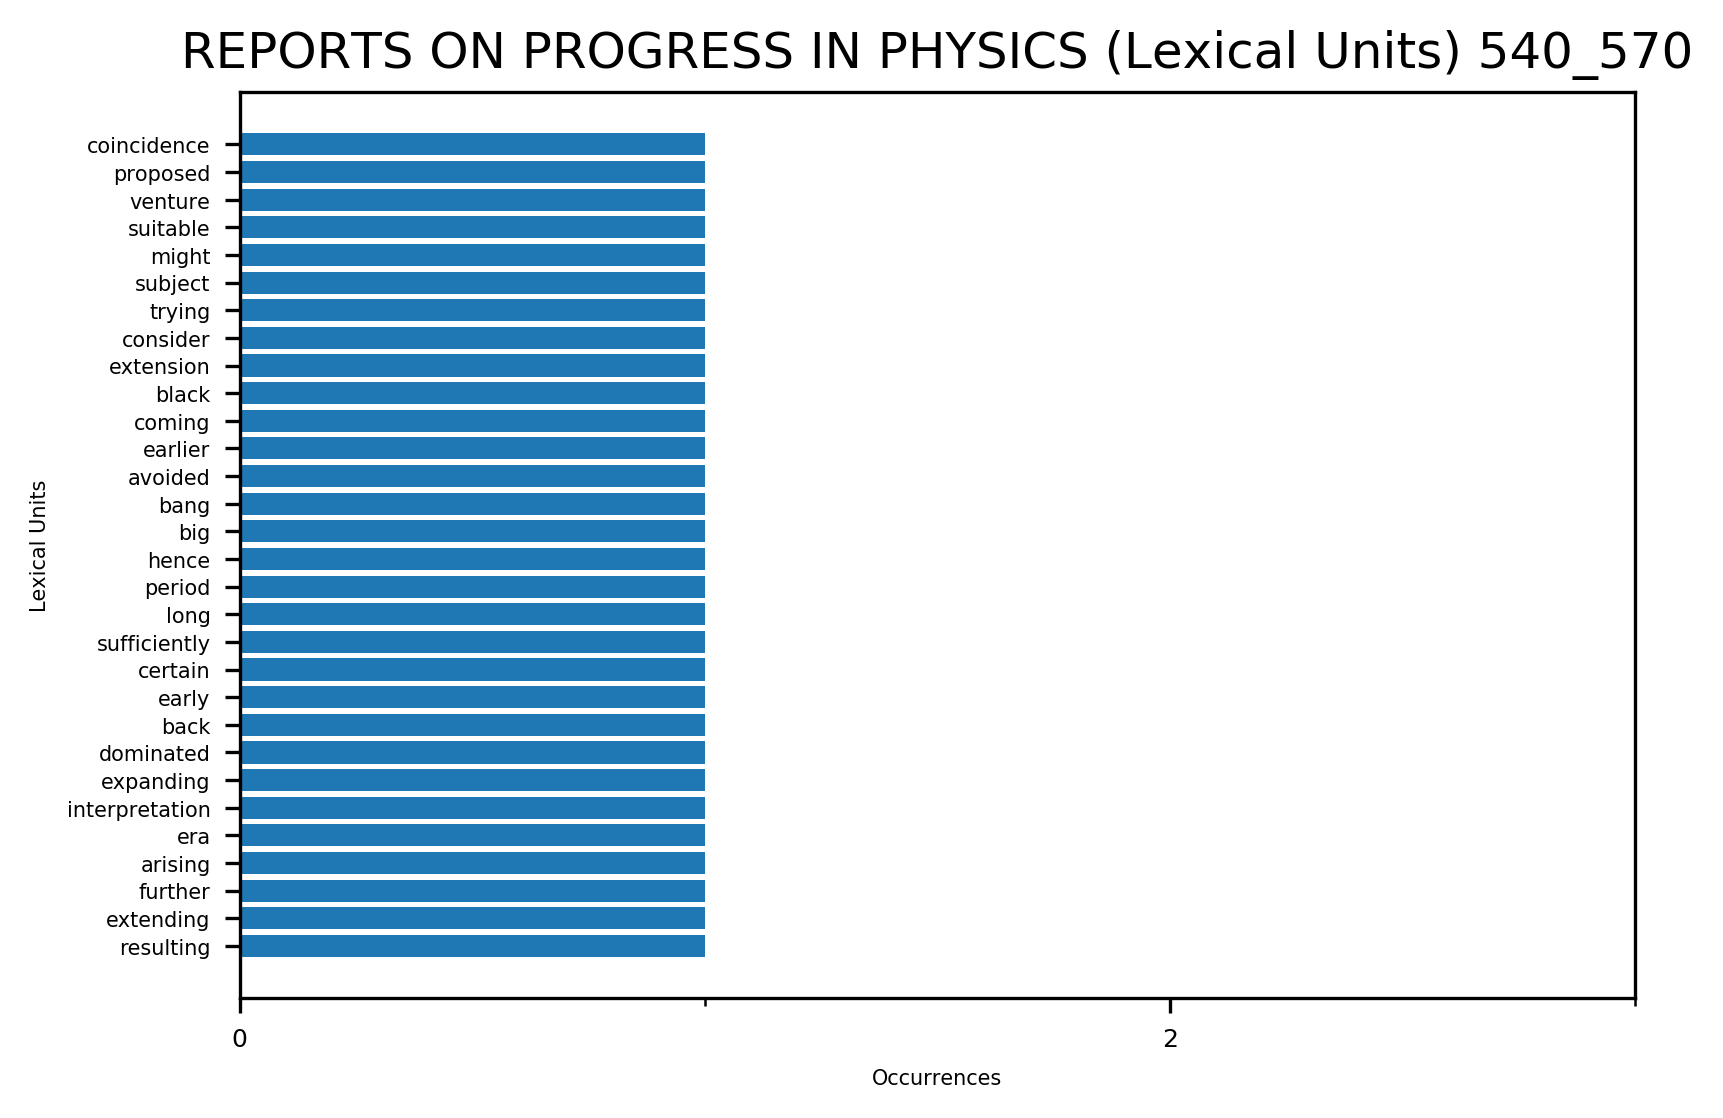 REPORTS ON PROGRESS IN PHYSICS (Lexical Units) 540_570
coincidence
proposed
venture
suitable
might
subject
trying
consider
extension
black
coming
earlier
avoided
bang
big
hence
period
long
sufficiently
certain
early
back
dominated
expanding
interpretation
era
arising
further
extending
resulting
Lexical Units
0 2
Occurrences